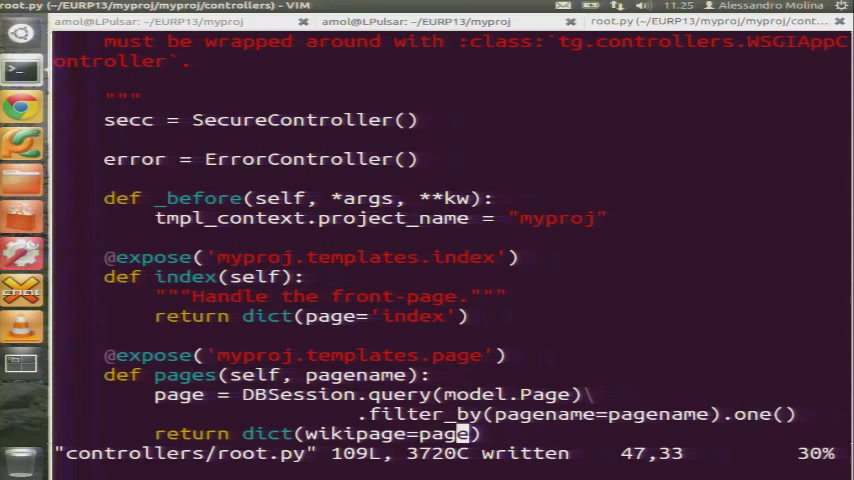 root.py (~/EURP13/myproj/myproj/controllers) - VIM
11.25 Alessandro Molina
amol@LPulsar: ~/EURP13/myproj
amol@LPulsar: ~/EURP13/myproj
root.py (~/EURP13/myproj/myproj/cont...
must be wrapped around with :class:`tg.controllers.WSGIAppC
ontroller`.
"""
secc = SecureController()
error = ErrorController()
def _before(self, *args, **kw):
tmpl_context.project_name = "myproj"
@expose('myproj.templates.index')
def index(self):
"""Handle the front-page."""
return dict(page='index')
@expose('myproj.templates.page')
def pages(self, pagename):
page = DBSession.query(model.Page)\
.filter_by(pagename=pagename).one()
return dict(wikipage=page)
"controllers/root.py" 109L, 3720C written 47,33 30%